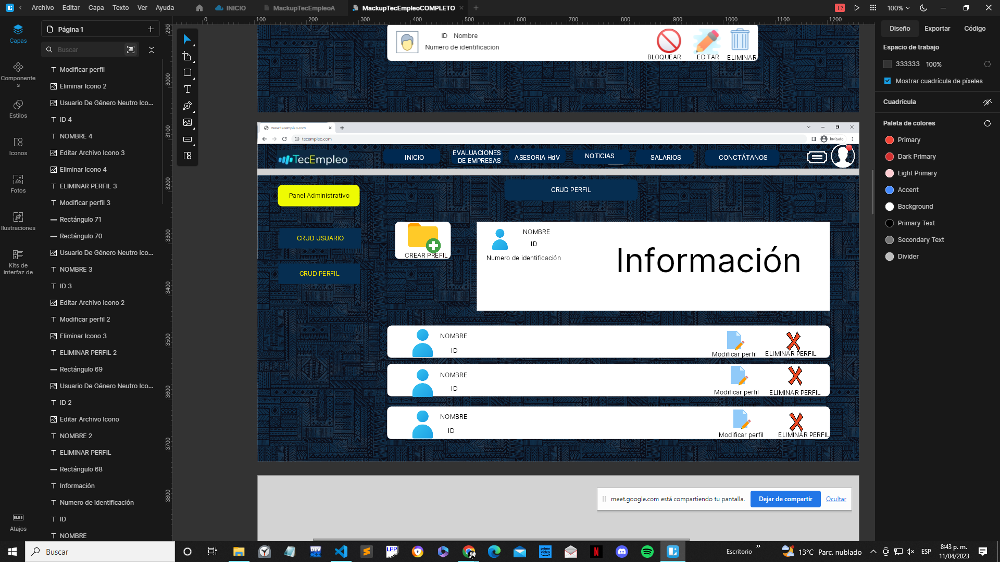 Archivo Editar Capa Texto Ver Ayuda
INICIO
MackupTecEmpleoA
MackupTecEmpleoCOMPLETO
T?
100%
Capas
Componentes
Estilos
Iconos
Fotos
Ilustraciones
Kits de interfaz de
Atajos
Página 1
Buscar
Modificar perfil
Eliminar Icono 2
Usuario De Género Neutro Ico...
ID 4
NOMBRE 4
Editar Archivo Icono 3
Eliminar Icono 4
ELIMINAR PERFIL 3
Modificar perfil 3
Rectángulo 71
Rectángulo 70
Usuario De Género Neutro Ico...
NOMBRE 3
ID 3
Editar Archivo Icono 2
Modificar perfil 2
Eliminar Icono 3
ELIMINAR PERFIL 2
Rectángulo 69
Usuario De Género Neutro Ico...
ID 2
Editar Archivo Icono
NOMBRE 2
ELIMINAR PERFIL
Rectángulo 68
Información
Numero de identificación
ID
NOMBRE
0 100 200 300 400 500 600 700 800 900 1000 1100 1200
290
3000
3100
3200
3300
3400
3500
3600
3700
3800
ID Nombre
Numero de identificacion
BLOQUEAR
EDITAR
ELIMINAR
www.tecempleo.com
tecempleo.com
Invitado
TecEmpleo
INICIO
EVALUACIONES
DE EMPRESAS
ASESORIA HdV
NOTICIAS
SALARIOS
CONCTÁTANOS
Panel Administrativo
CRUD PERFIL
CRUD USUARIO
CRUD PERFIL
CREAR PREFIL
NOMBRE
ID
Numero de identificación
Información
NOMBRE
ID
Modificar perfil
ELIMINAR PERFIL
NOMBRE
ID
Modificar perfil
ELIMINAR PERFIL
NOMBRE
ID
Modificar perfil
ELIMINAR PERFIL
meet.google.com está compartiendo tu pantalla.
Dejar de compartir
Ocultar
Diseño
Exportar
Código
Espacio de trabajo
333333 100%
Mostrar cuadrícula de píxeles
Cuadrícula
Paleta de colores
Primary
Dark Primary
Light Primary
Accent
Background
Primary Text
Secondary Text
Divider
Buscar
DEV
LPP
prime video
N
Escritorio
13°C Parc. nublado
ESP
8:43 p. m.
11/04/2023